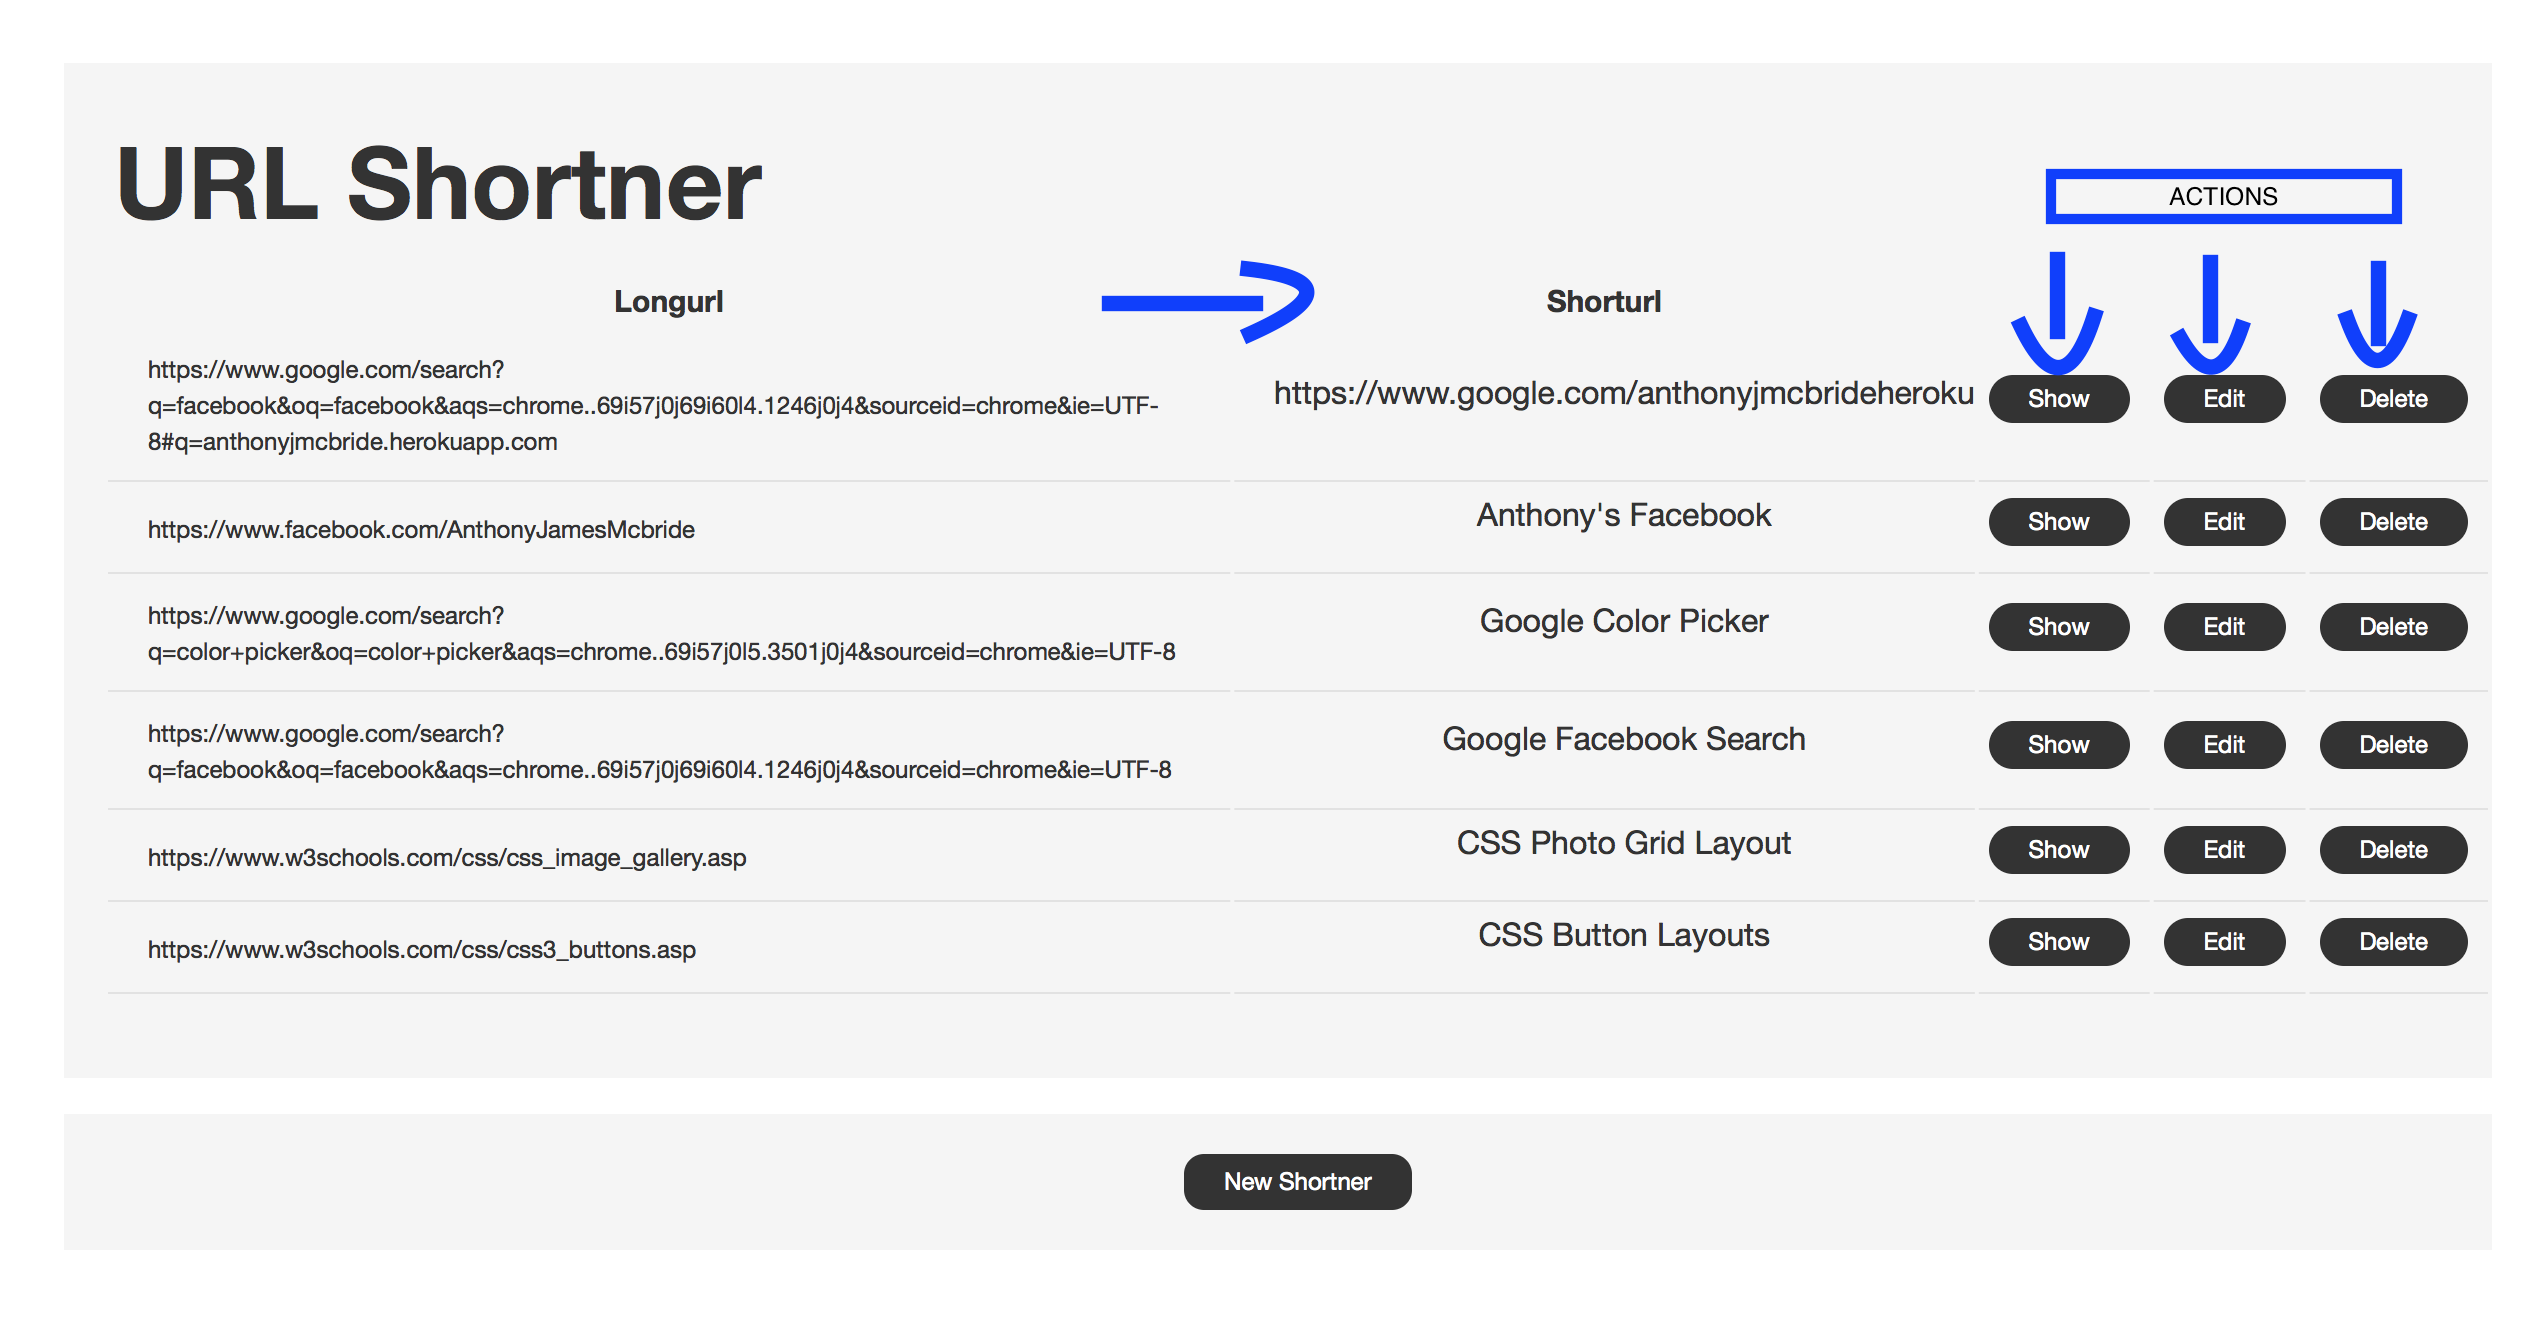 URL Shortner
ACTIONS
Longurl Shorturl
https://www.google.com/search?
q=facebook&oq=facebook&aqs=chrome..69i57j0j69i60l4.1246j0j4&sourceid=chrome&ie=UTF-
8#q=anthonyjmcbride.herokuapp.com
https://www.google.com/anthonyjmcbrideheroku Show Edit Delete
https://www.facebook.com/AnthonyJamesMcbride Anthony's Facebook Show Edit Delete
https://www.google.com/search?
q=color+picker&oq=color+picker&aqs=chrome..69i57j0l5.3501j0j4&sourceid=chrome&ie=UTF-8
Google Color Picker Show Edit Delete
https://www.google.com/search?
q=facebook&oq=facebook&aqs=chrome..69i57j0j69i60l4.1246j0j4&sourceid=chrome&ie=UTF-8
Google Facebook Search Show Edit Delete
https://www.w3schools.com/css/css_image_gallery.asp CSS Photo Grid Layout Show Edit Delete
https://www.w3schools.com/css/css3_buttons.asp CSS Button Layouts Show Edit Delete
New Shortner